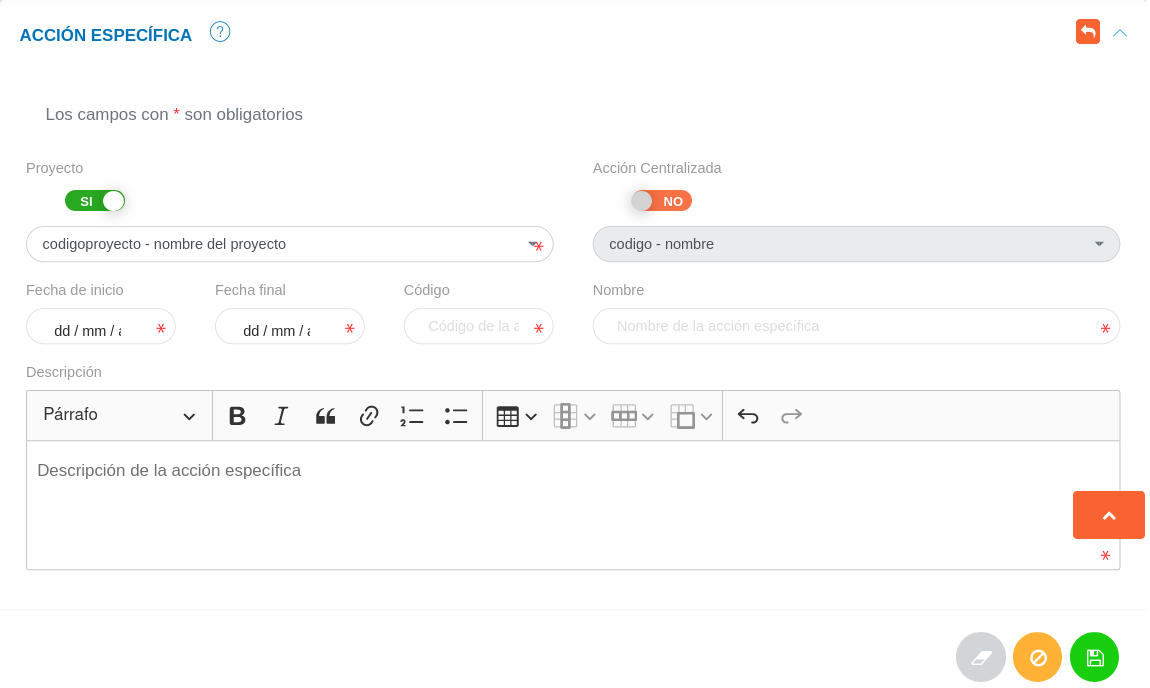 ACCIÓN ESPECÍFICA ?
Los campos con * son obligatorios
Proyecto
Acción Centralizada
SI
NO
codigoproyecto - nombre del proyecto *
codigo - nombre
Fecha de inicio
Fecha final
Código
Nombre
dd / mm / a *
dd / mm / a *
Código de la a *
Nombre de la acción específica *
Descripción
Párrafo
B I
Descripción de la acción específica
*